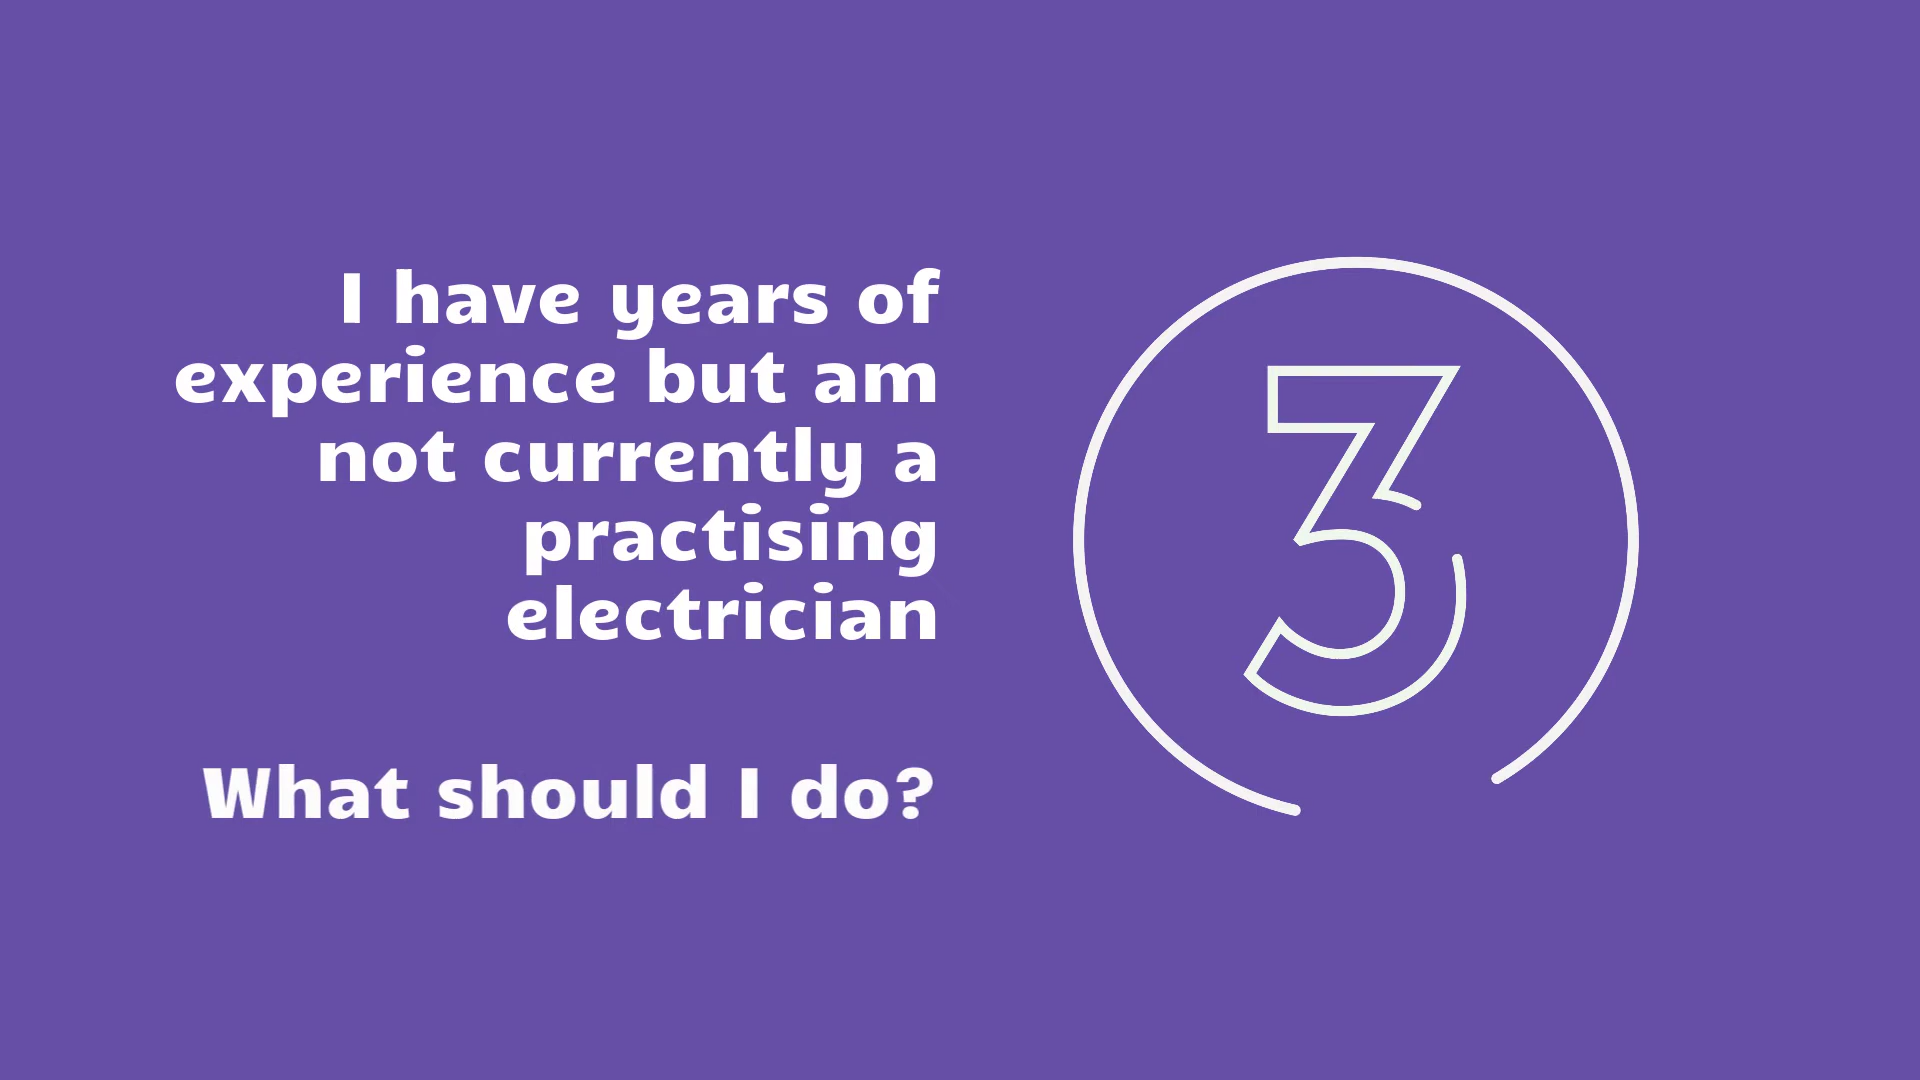 I have years of
experience but am
not currently a
practising
electrician
What should I do?
3